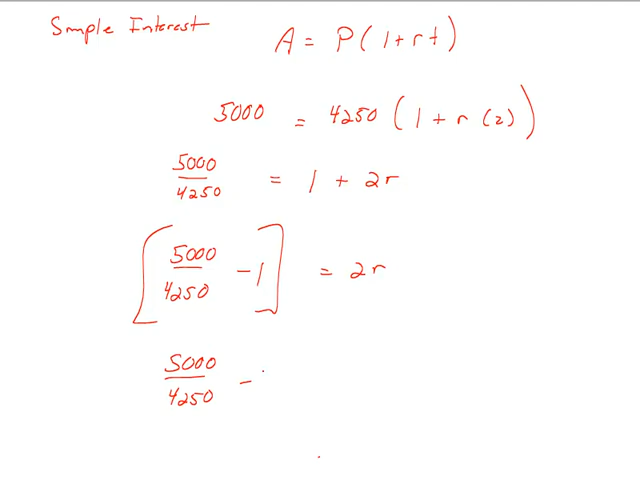 Simple Interest
A = P(1+rt)
5000 = 4250 (1 + r (2))
5000/4250 = 1 + 2r
[5000/4250 - 1] = 2r
5000/4250 -